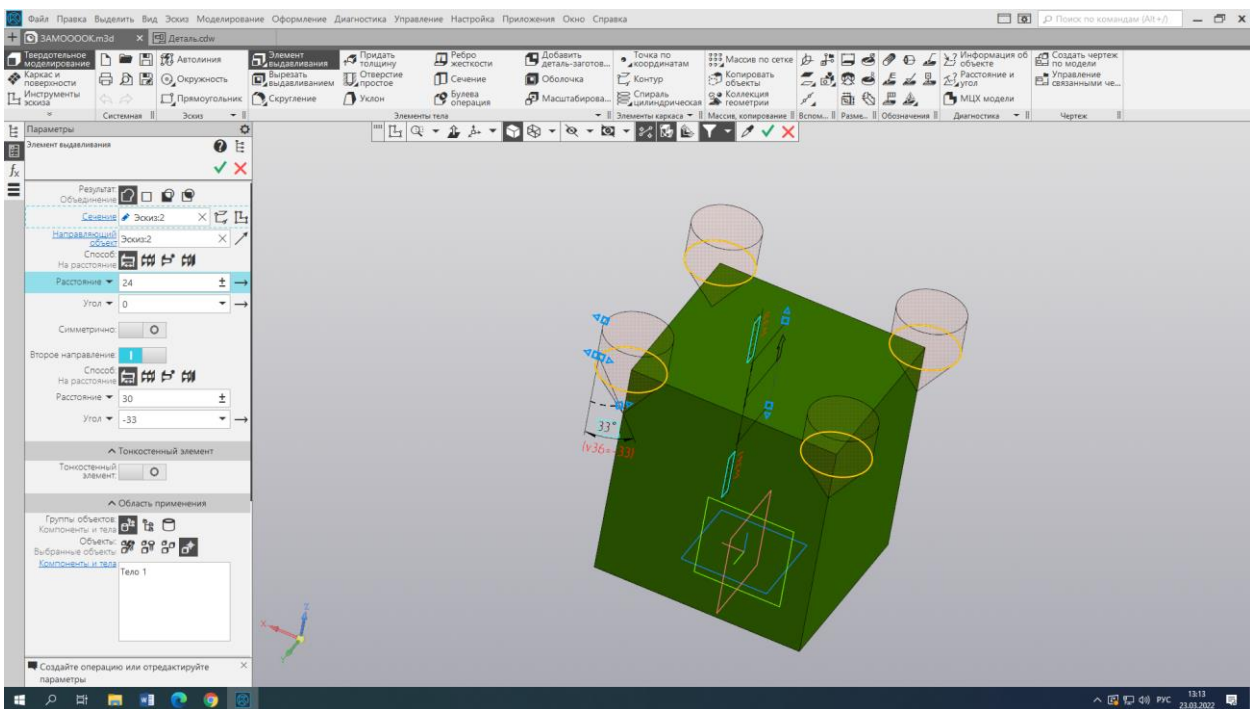 Файл Правка Выделить Вид Эскиз Моделирование Оформление Диагностика Управление Настройка Приложения Окно Справка
Поиск по командам (Alt+/)
ЗАМОООOK.m3d
Деталь.cdw
Твердотельное моделирование
Каркас и поверхности
Инструменты эскиза
Системная
Автолиния
Окружность
Прямоугольник
Эскиз
Элемент выдавливания
Вырезать выдавливанием
Скругление
Придать толщину
Отверстие простое
Уклон
Ребро жесткости
Сечение
Булева операция
Добавить деталь-заготов...
Оболочка
Масштабирова...
Элементы тела
Точка по координатам
Контур
Спираль цилиндрическая
Элементы каркаса
Массив по сетке
Копировать объекты
Коллекция геометрии
Массив, копирование
Вспом...
Разме...
Обозначения
Информация об объекте
Расстояние и угол
МЦХ модели
Диагностика
Создать чертеж по модели
Управление связанными че...
Чертеж
Параметры
Элемент выдавливания
Результат:
Объединение
Сечение Эскиз:2
Направляющий объект Эскиз:2
Способ:
На расстояние
Расстояние 24
Угол 0
Симметрично:
Второе направление:
Способ:
На расстояние
Расстояние 30
Угол -33
Тонкостенный элемент
Тонкостенный элемент:
Область применения
Группы объектов:
Компоненты и тела
Объекты:
Выбранные объекты
Компоненты и тела
Тело 1
Создайте операцию или отредактируйте
параметры
33°
(v36=-33)
X
Y
Z
РУС
13:13
23.03.2022